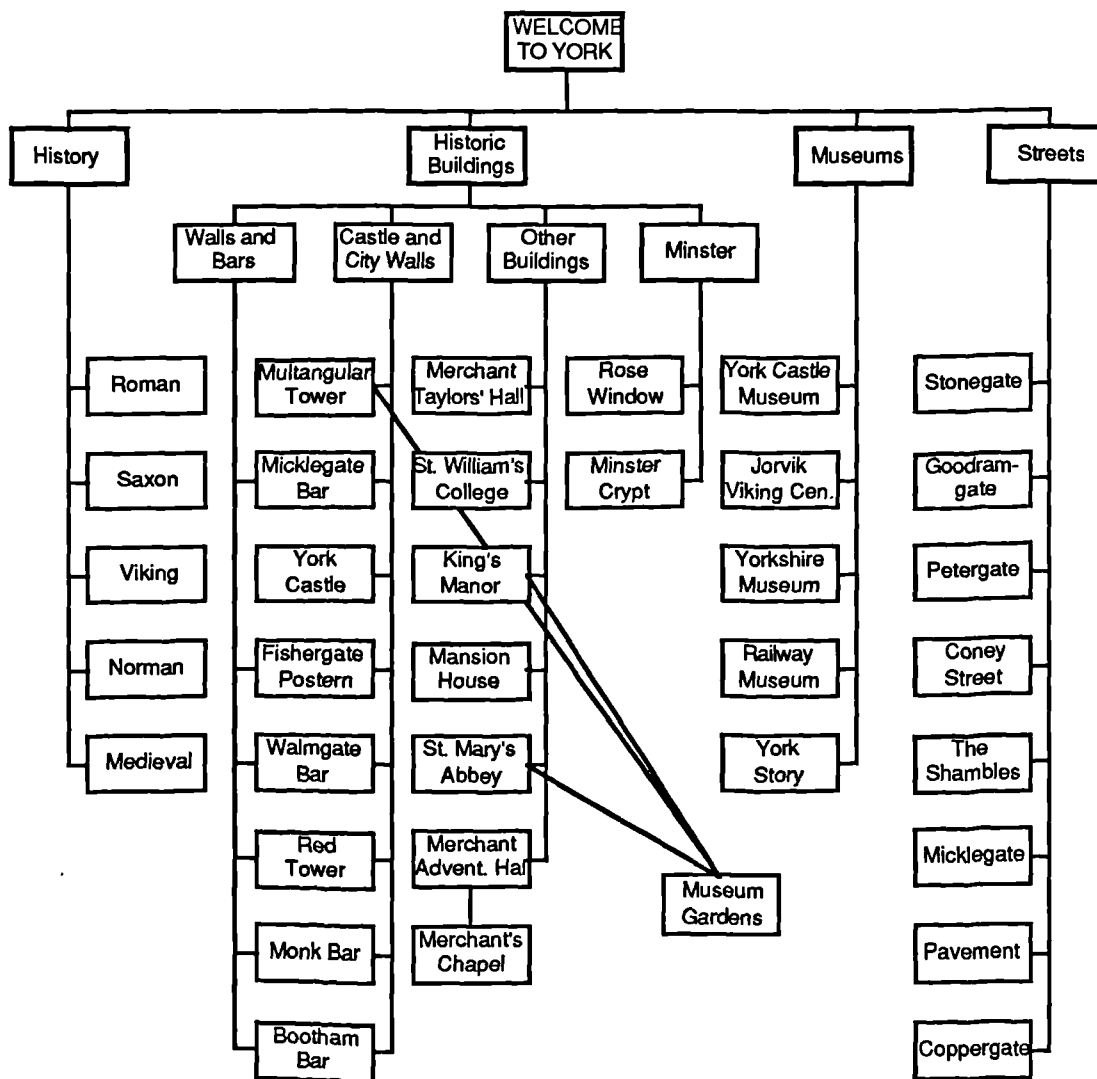 WELCOME
TO YORK
History
Historic
Buildings
Museums
Streets
Walls and
Bars
Castle and
City Walls
Other
Buildings
Minster
Roman
Saxon
Viking
Norman
Medieval
Multangular
Tower
Micklegate
Bar
York
Castle
Fishergate
Postern
Walmgate
Bar
Red
Tower
Monk Bar
Bootham
Bar
Merchant
Taylors' Hall
St. William's
College
King's
Manor
Mansion
House
St. Mary's
Abbey
Merchant
Advent. Hal
Merchant's
Chapel
Rose
Window
Minster
Crypt
Museum
Gardens
York Castle
Museum
Jorvik
Viking Cen.
Yorkshire
Museum
Railway
Museum
York
Story
Stonegate
Goodram-
gate
Petergate
Coney
Street
The
Shambles
Micklegate
Pavement
Coppergate